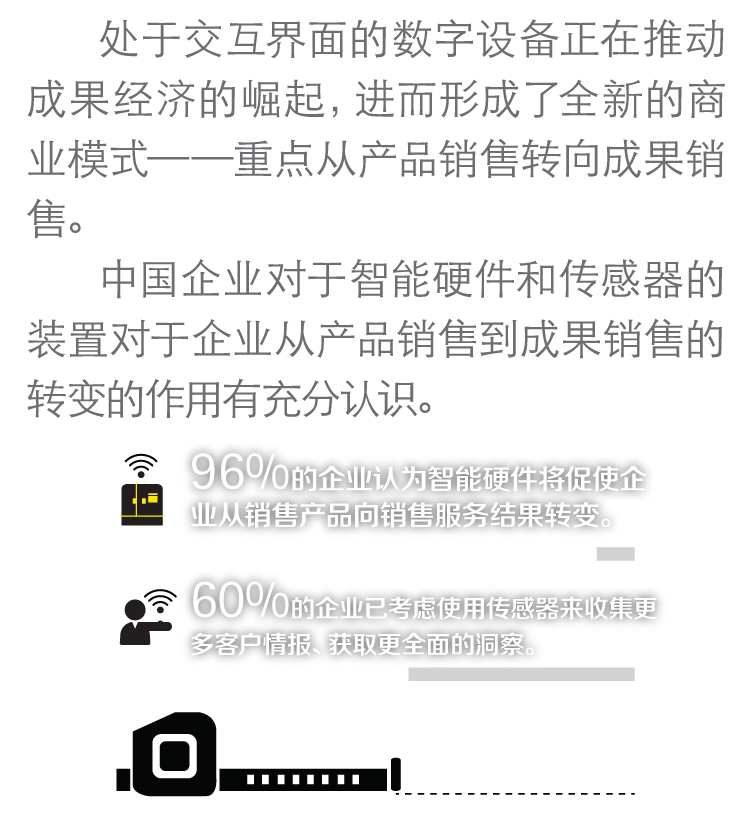 处于交互界面的数字设备正在推动
成果经济的崛起，进而形成了全新的商
业模式——重点从产品销售转向成果销
售。
中国企业对于智能硬件和传感器的
装置对于企业从产品销售到成果销售的
转变的作用有充分认识。
96%的企业认为智能硬件将促使企
业从销售产品向销售服务结果转变。
60%的企业已考虑使用传感器来收集更
多客户情报、获取更全面的洞察。